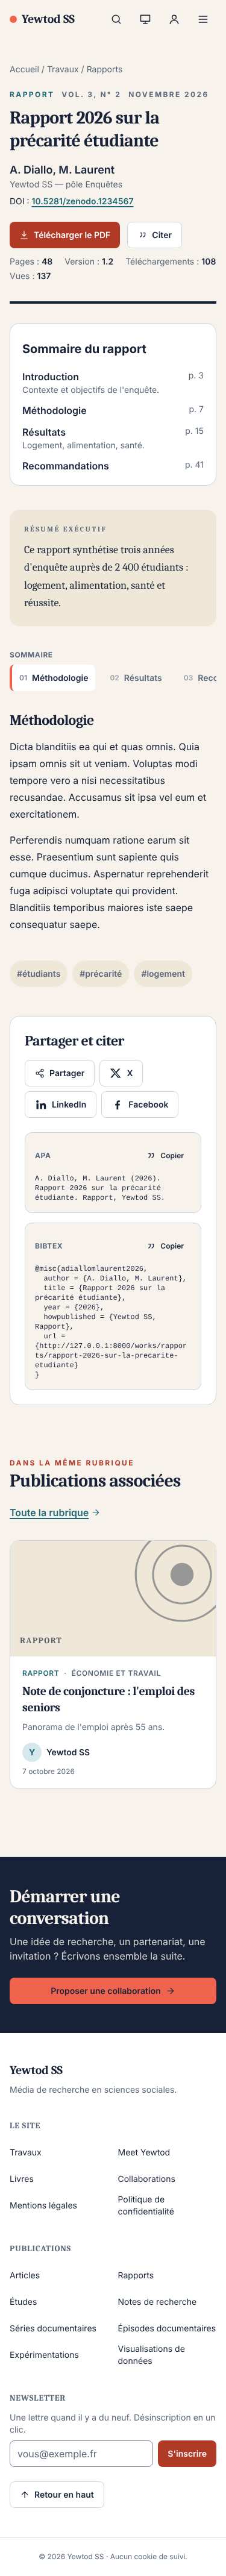 Yewtod SS
Accueil / Travaux / Rapports
RAPPORT VOL. 3, N° 2 NOVEMBRE 2026
Rapport 2026 sur la
précarité étudiante
A. Diallo, M. Laurent
Yewtod SS — pôle Enquêtes
DOI : 10.5281/zenodo.1234567
Télécharger le PDF
Citer
Pages : 48 Version : 1.2 Téléchargements : 108
Vues : 137
Sommaire du rapport
Introduction p. 3
Contexte et objectifs de l'enquête.
Méthodologie p. 7
Résultats p. 15
Logement, alimentation, santé.
Recommandations p. 41
RÉSUMÉ EXÉCUTIF
Ce rapport synthétise trois années
d'enquête auprès de 2 400 étudiants :
logement, alimentation, santé et
réussite.
SOMMAIRE
01 Méthodologie 02 Résultats 03 Reco
Méthodologie
Dicta blanditiis ea qui et quas omnis. Quia
ipsam omnis sit ut veniam. Voluptas modi
tempore vero a nisi necessitatibus
recusandae. Accusamus sit ipsa vel eum et
exercitationem.
Perferendis numquam ratione earum sit
esse. Praesentium sunt sapiente quis
cumque ducimus. Aspernatur reprehenderit
fuga adipisci voluptate qui provident.
Blanditiis temporibus maiores iste saepe
consequatur saepe.
#étudiants #précarité #logement
Partager et citer
Partager X
LinkedIn Facebook
APA Copier
A. Diallo, M. Laurent (2026).
Rapport 2026 sur la précarité
étudiante. Rapport, Yewtod SS.
BIBTEX Copier
@misc{adiallomlaurent2026,
author = {A. Diallo, M. Laurent},
title = {Rapport 2026 sur la
précarité étudiante},
year = {2026},
howpublished = {Yewtod SS,
Rapport},
url =
{http://127.0.0.1:8000/works/rappor
ts/rapport-2026-sur-la-precarite-
etudiante}
}
DANS LA MÊME RUBRIQUE
Publications associées
Toute la rubrique
RAPPORT
RAPPORT · ÉCONOMIE ET TRAVAIL
Note de conjoncture : l'emploi des
seniors
Panorama de l'emploi après 55 ans.
Y Yewtod SS
7 octobre 2026
Démarrer une
conversation
Une idée de recherche, un partenariat, une
invitation ? Écrivons ensemble la suite.
Proposer une collaboration
Yewtod SS
Média de recherche en sciences sociales.
LE SITE
Travaux Meet Yewtod
Livres Collaborations
Mentions légales Politique de
confidentialité
PUBLICATIONS
Articles Rapports
Études Notes de recherche
Séries documentaires Épisodes documentaires
Expérimentations Visualisations de
données
NEWSLETTER
Une lettre quand il y a du neuf. Désinscription en un
clic.
vous@exemple.fr S'inscrire
Retour en haut
© 2026 Yewtod SS · Aucun cookie de suivi.